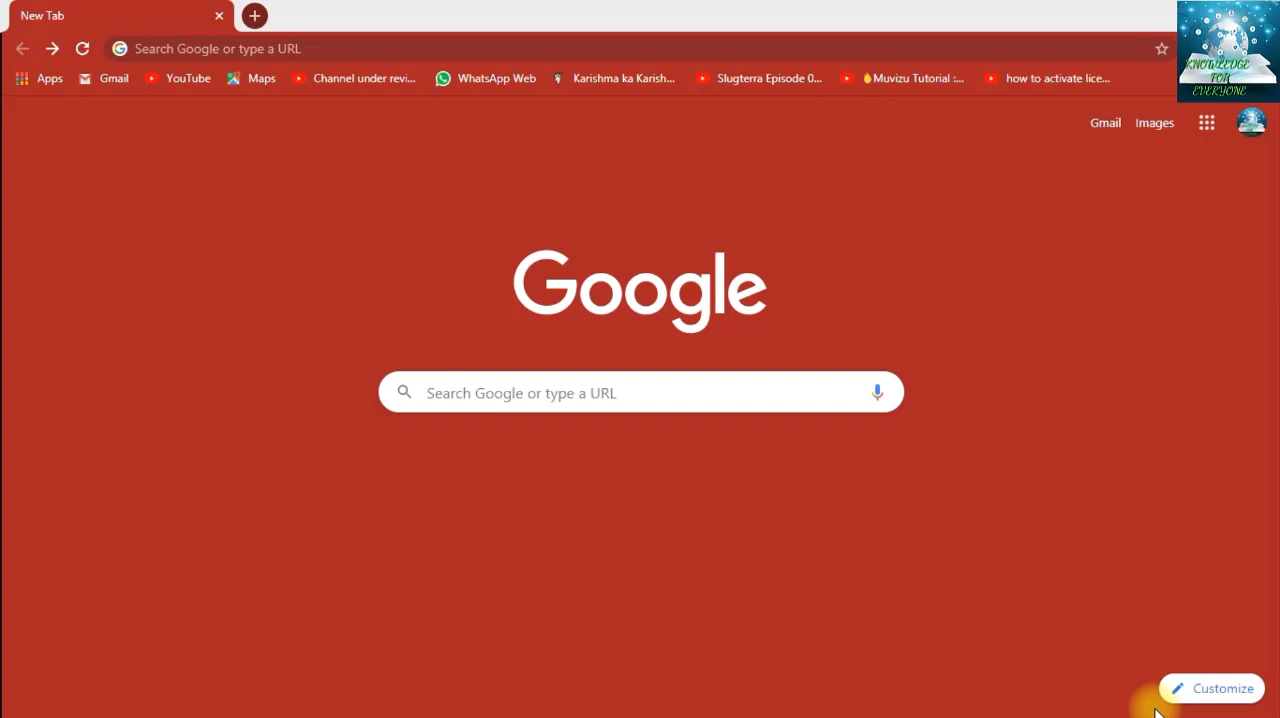 New Tab
Search Google or type a URL
Apps Gmail YouTube Maps Channel under revi... WhatsApp Web Karishma ka Karish... Slugterra Episode 0... Muvizu Tutorial :... how to activate lice...
KNOWLEDGE
FOR
EVERYONE
Gmail Images
Google
Search Google or type a URL
Customize